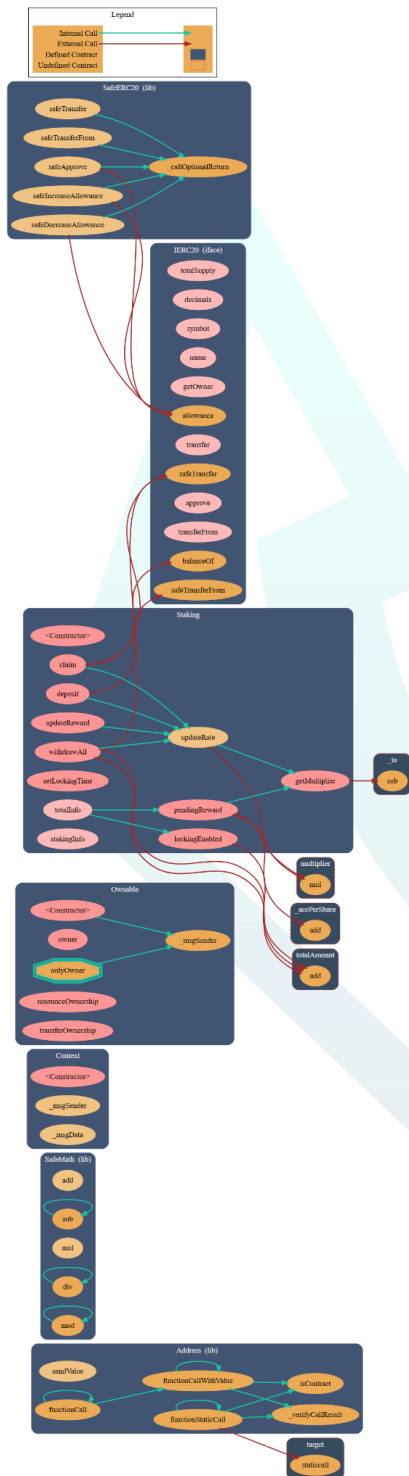 Legend
Internal Call
External Call
Defined Contract
Undefined Contract
SafeERC20 (lib)
safeTransfer
safeTransferFrom
safeApprove
safeIncreaseAllowance
safeDecreaseAllowance
_callOptionalReturn
IERC20 (iface)
totalSupply
decimals
symbol
name
getOwner
allowance
transfer
safeTransfer
approve
transferFrom
balanceOf
safeTransferFrom
Staking
<Constructor>
claim
deposit
updateReward
withdrawAll
setLockingTime
totalInfo
stakingInfo
updateRate
pendingReward
lockingEnabled
getMultiplier
_to
sub
multiplier
mul
_accPerShare
add
totalAmount
add
Ownable
<Constructor>
owner
onlyOwner
renounceOwnership
transferOwnership
_msgSender
Context
<Constructor>
_msgSender
_msgData
SafeMath (lib)
add
sub
mul
div
mod
Address (lib)
sendValue
functionCall
functionCallWithValue
functionStaticCall
isContract
_verifyCallResult
target
staticcall